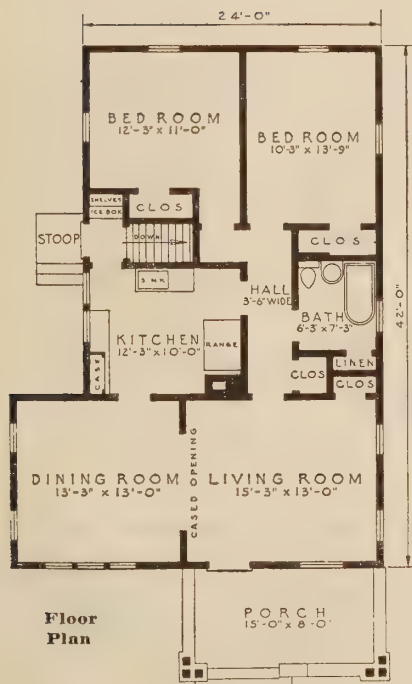 24'-0"
BED ROOM
12'-3" x 11'-0"
BED ROOM
10'-3" x 13'-9"
SHELVES
ICE BOX
CLOS
STOOP
DOWN
CLOS
SINK
HALL
3'-6" WIDE
BATH
6'-3" x 7'-3"
42'-0"
KITCHEN
12'-3" x 10'-0"
RANGE
CASE
CLOS
LINEN
CLOS
DINING ROOM
13'-3" x 13'-0"
CASED OPENING
LIVING ROOM
15'-3" x 13'-0"
Floor
Plan
PORCH
15'-0" x 8'-0"